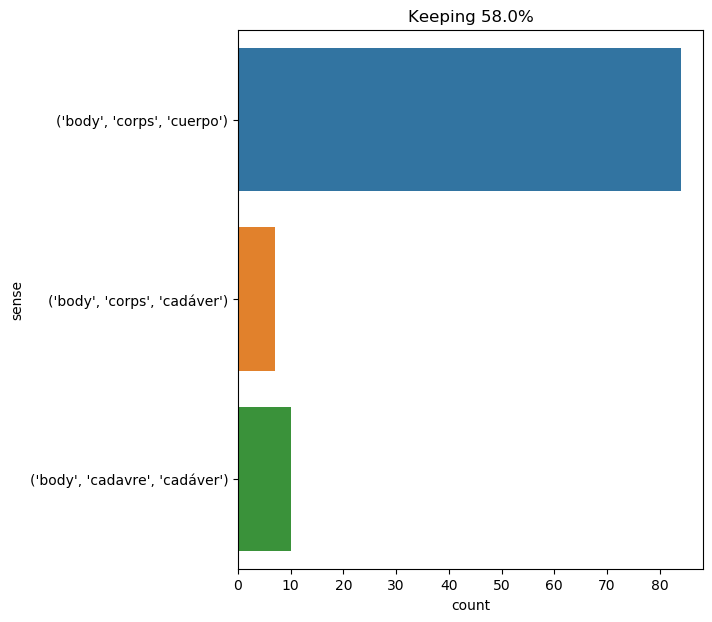 Keeping 58.0%
('body', 'corps', 'cuerpo')
('body', 'corps', 'cadáver')
('body', 'cadavre', 'cadáver')
sense
0 10 20 30 40 50 60 70 80
count